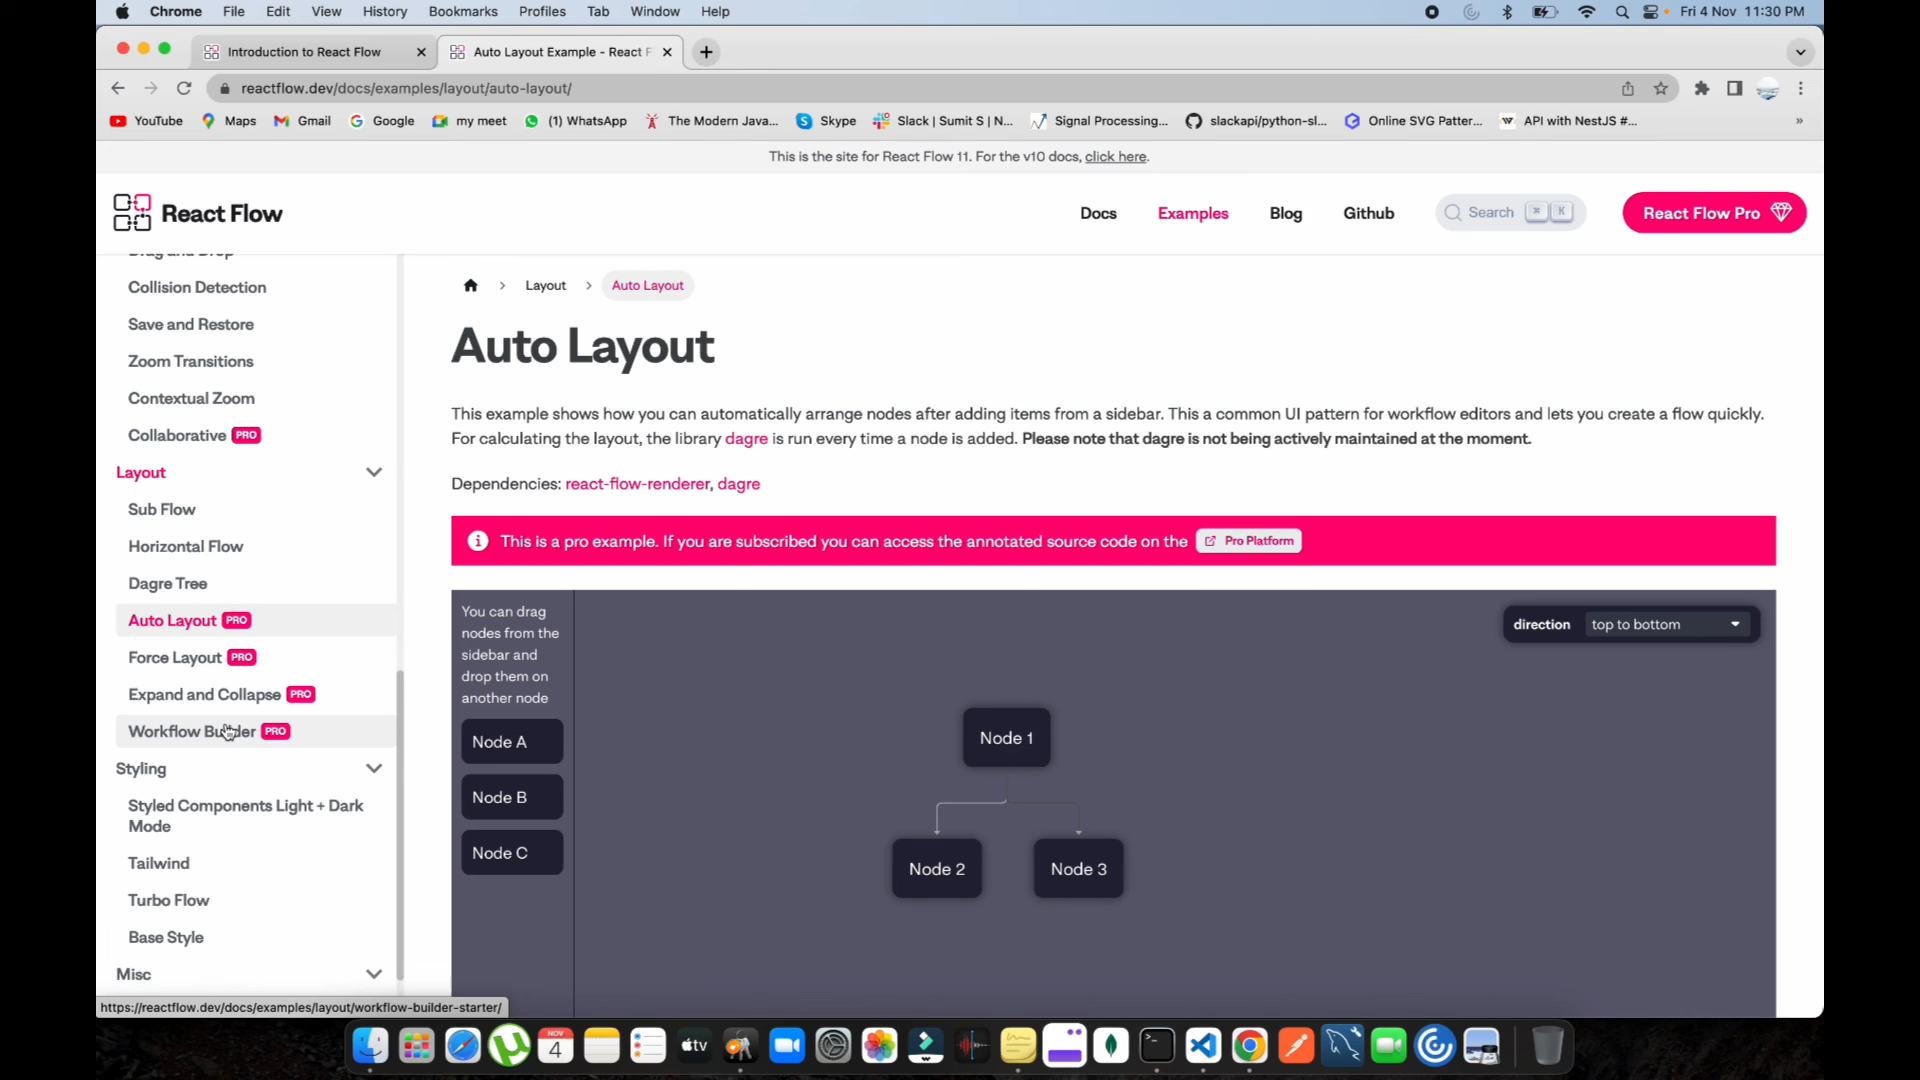 Chrome File Edit View History Bookmarks Profiles Tab Window Help Fri 4 Nov 11:30 PM
Introduction to React Flow
Auto Layout Example - React F
reactflow.dev/docs/examples/layout/auto-layout/
YouTube Maps Gmail Google my meet (1) WhatsApp The Modern Java... Skype Slack | Sumit S | N... Signal Processing... slackapi/python-sl... Online SVG Patter... API with NestJS #... »
This is the site for React Flow 11. For the v10 docs, click here.
React Flow
Docs Examples Blog Github Search ⌘ K React Flow Pro
Drag and Drop
Collision Detection
Save and Restore
Zoom Transitions
Contextual Zoom
Collaborative PRO
Layout
Sub Flow
Horizontal Flow
Dagre Tree
Auto Layout PRO
Force Layout PRO
Expand and Collapse PRO
Workflow Builder PRO
Styling
Styled Components Light + Dark
Mode
Tailwind
Turbo Flow
Base Style
Misc
https://reactflow.dev/docs/examples/layout/workflow-builder-starter/
Layout Auto Layout
Auto Layout
This example shows how you can automatically arrange nodes after adding items from a sidebar. This a common UI pattern for workflow editors and lets you create a flow quickly.
For calculating the layout, the library dagre is run every time a node is added. Please note that dagre is not being actively maintained at the moment.
Dependencies: react-flow-renderer, dagre
This is a pro example. If you are subscribed you can access the annotated source code on the Pro Platform
You can drag
nodes from the
sidebar and
drop them on
another node
Node A
Node B
Node C
direction top to bottom
Node 1
Node 2
Node 3
NOV
4
tv